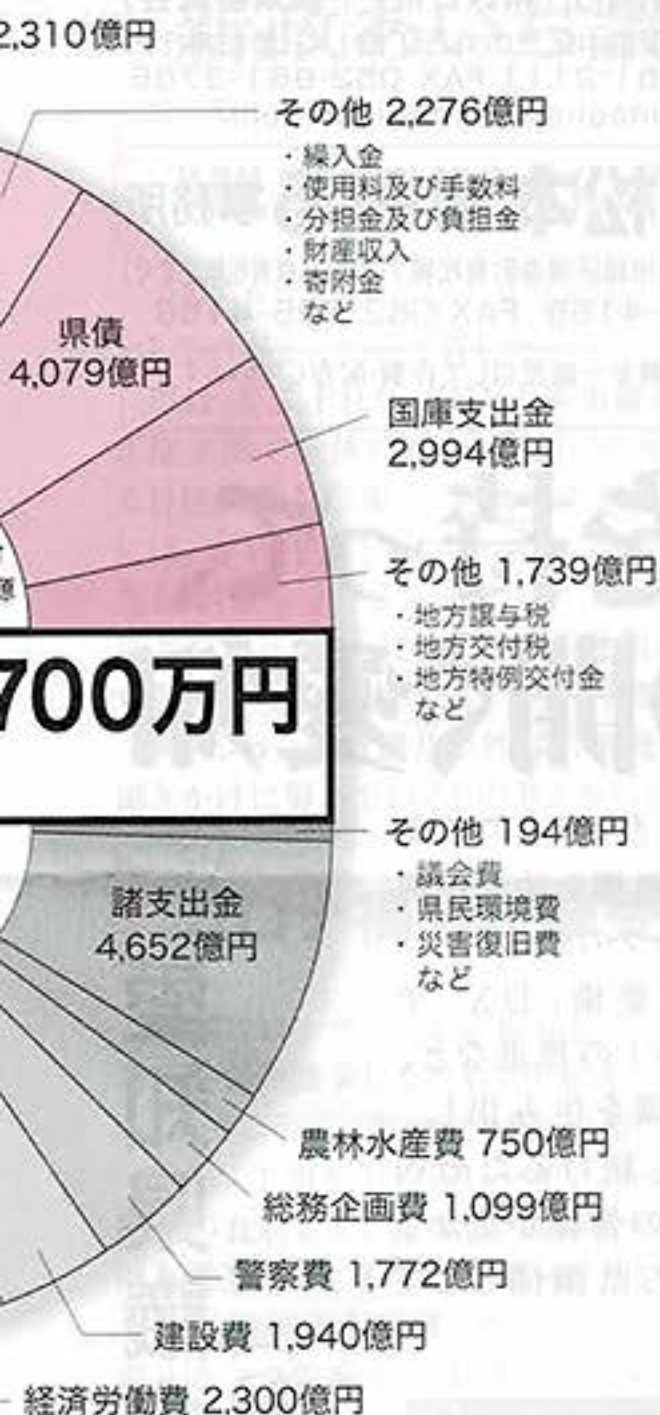 2,310億円
その他 2,276億円
・繰入金
・使用料及び手数料
・分担金及び負担金
・財産収入
・寄附金
など
県債
4,079億円
国庫支出金
2,994億円
その他 1,739億円
・地方譲与税
・地方交付税
・地方特例交付金
など
700万円
その他 194億円
・議会費
・県民環境費
・災害復旧費
など
諸支出金
4,652億円
農林水産費 750億円
総務企画費 1,099億円
警察費 1,772億円
建設費 1,940億円
経済労働費 2,300億円